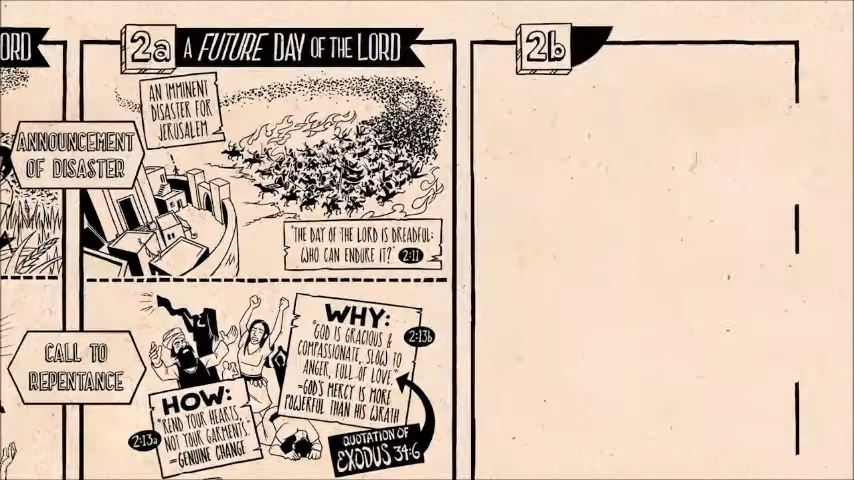 ORD
2a A FUTURE DAY OF THE LORD
2b
AN IMMINENT
DISASTER FOR
JERUSALEM
ANNOUNCEMENT
OF DISASTER
"THE DAY OF THE LORD IS DREADFUL:
WHO CAN ENDURE IT?" 2:11
CALL TO
REPENTANCE
HOW:
"REND YOUR HEARTS,
NOT YOUR GARMENTS."
=GENUINE CHANGE
2:13a
WHY:
"GOD IS GRACIOUS &
COMPASSIONATE, SLOW TO
ANGER, FULL OF LOVE."
=GOD'S MERCY IS MORE
POWERFUL THAN HIS WRATH
2:13b
QUOTATION OF
EXODUS 34:6